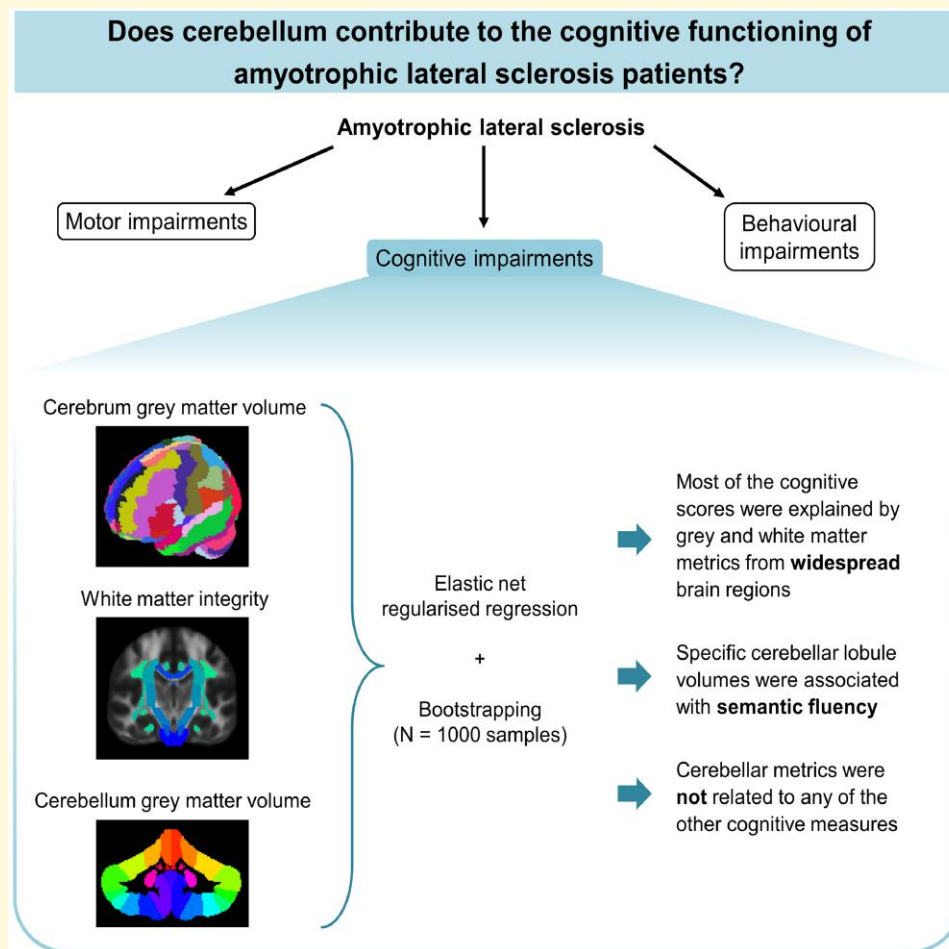 Does cerebellum contribute to the cognitive functioning of
amyotrophic lateral sclerosis patients?
Amyotrophic lateral sclerosis
Motor impairments
Cognitive impairments
Behavioural
impairments
Cerebrum grey matter volume
White matter integrity
Cerebellum grey matter volume
Elastic net
regularised regression
+
Bootstrapping
(N = 1000 samples)
Most of the cognitive
scores were explained by
grey and white matter
metrics from widespread
brain regions
Specific cerebellar lobule
volumes were associated
with semantic fluency
Cerebellar metrics were
not related to any of the
other cognitive measures